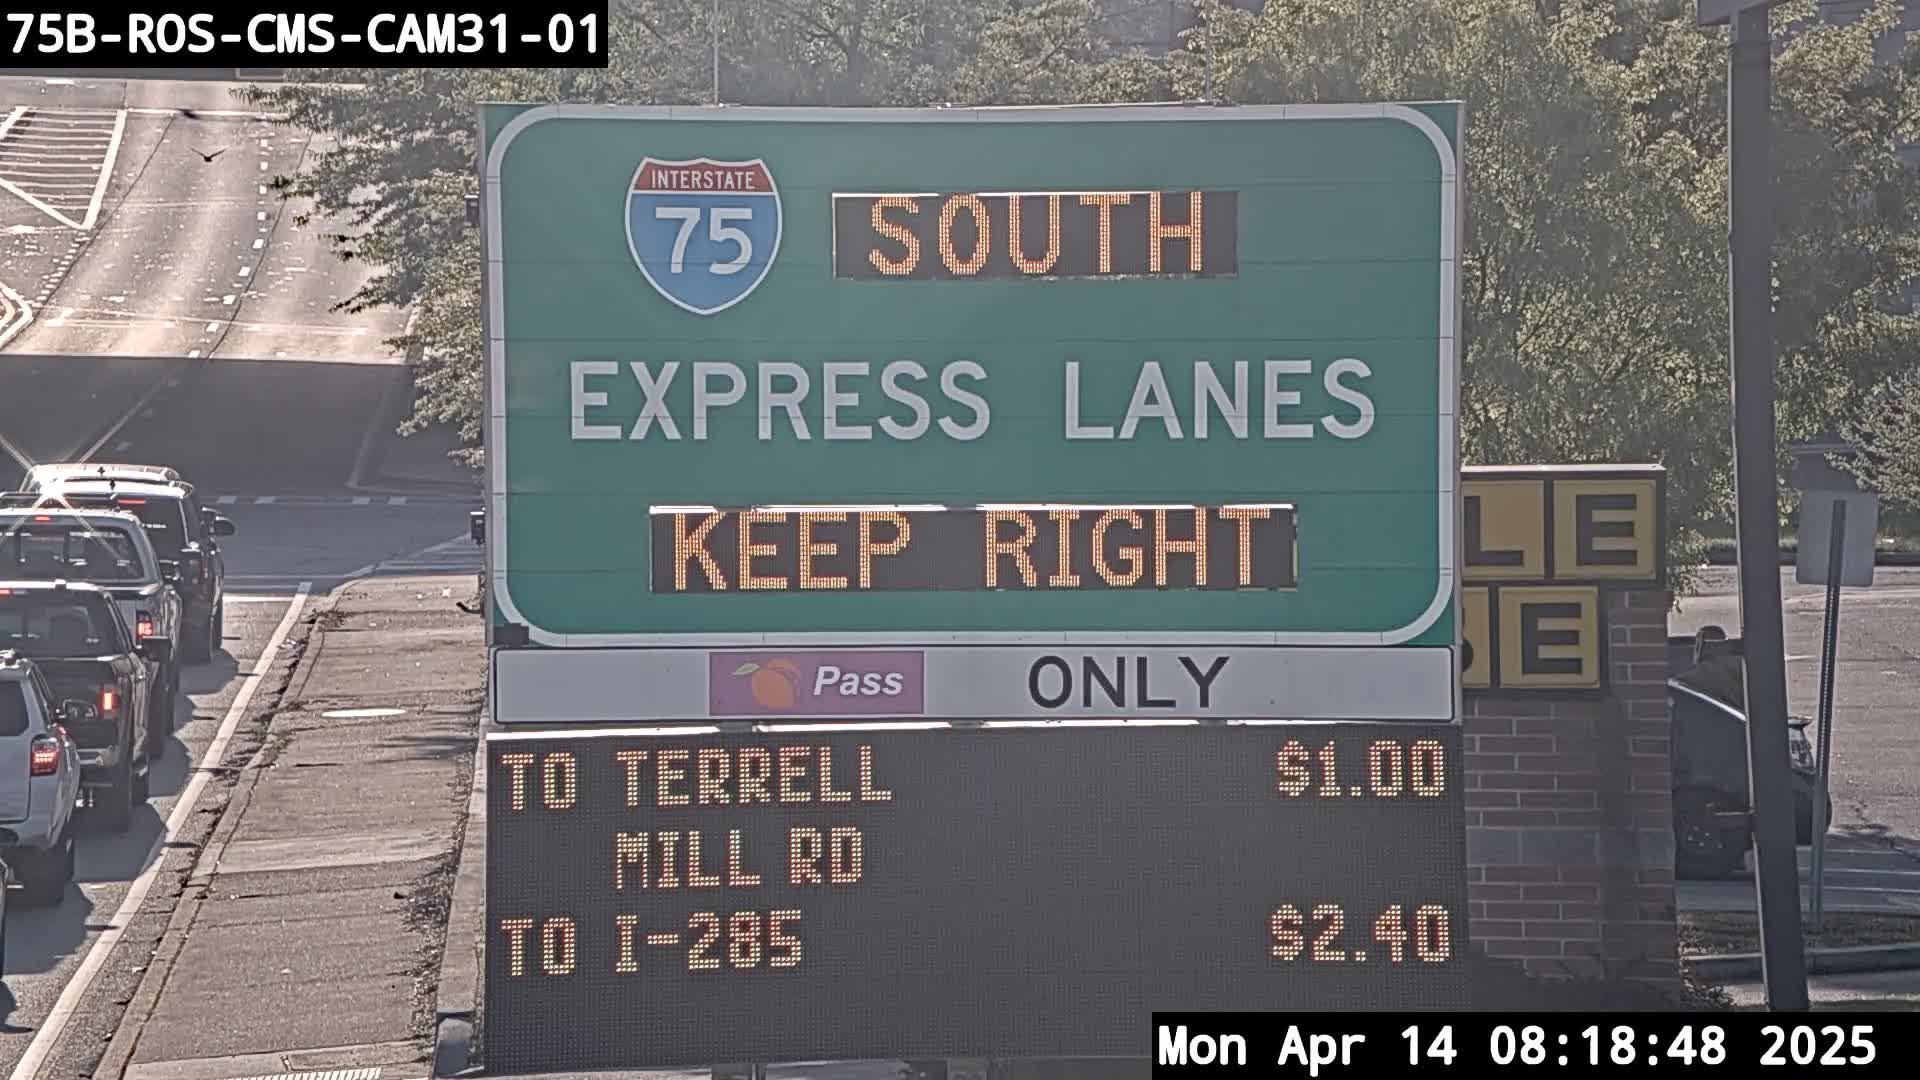 75B-ROS-CMS-CAM31-01
INTERSTATE
75
SOUTH
EXPRESS LANES
KEEP RIGHT
Pass ONLY
TO TERRELL $1.00
MILL RD
TO I-285 $2.40
LE
E
Mon Apr 14 08:18:48 2025